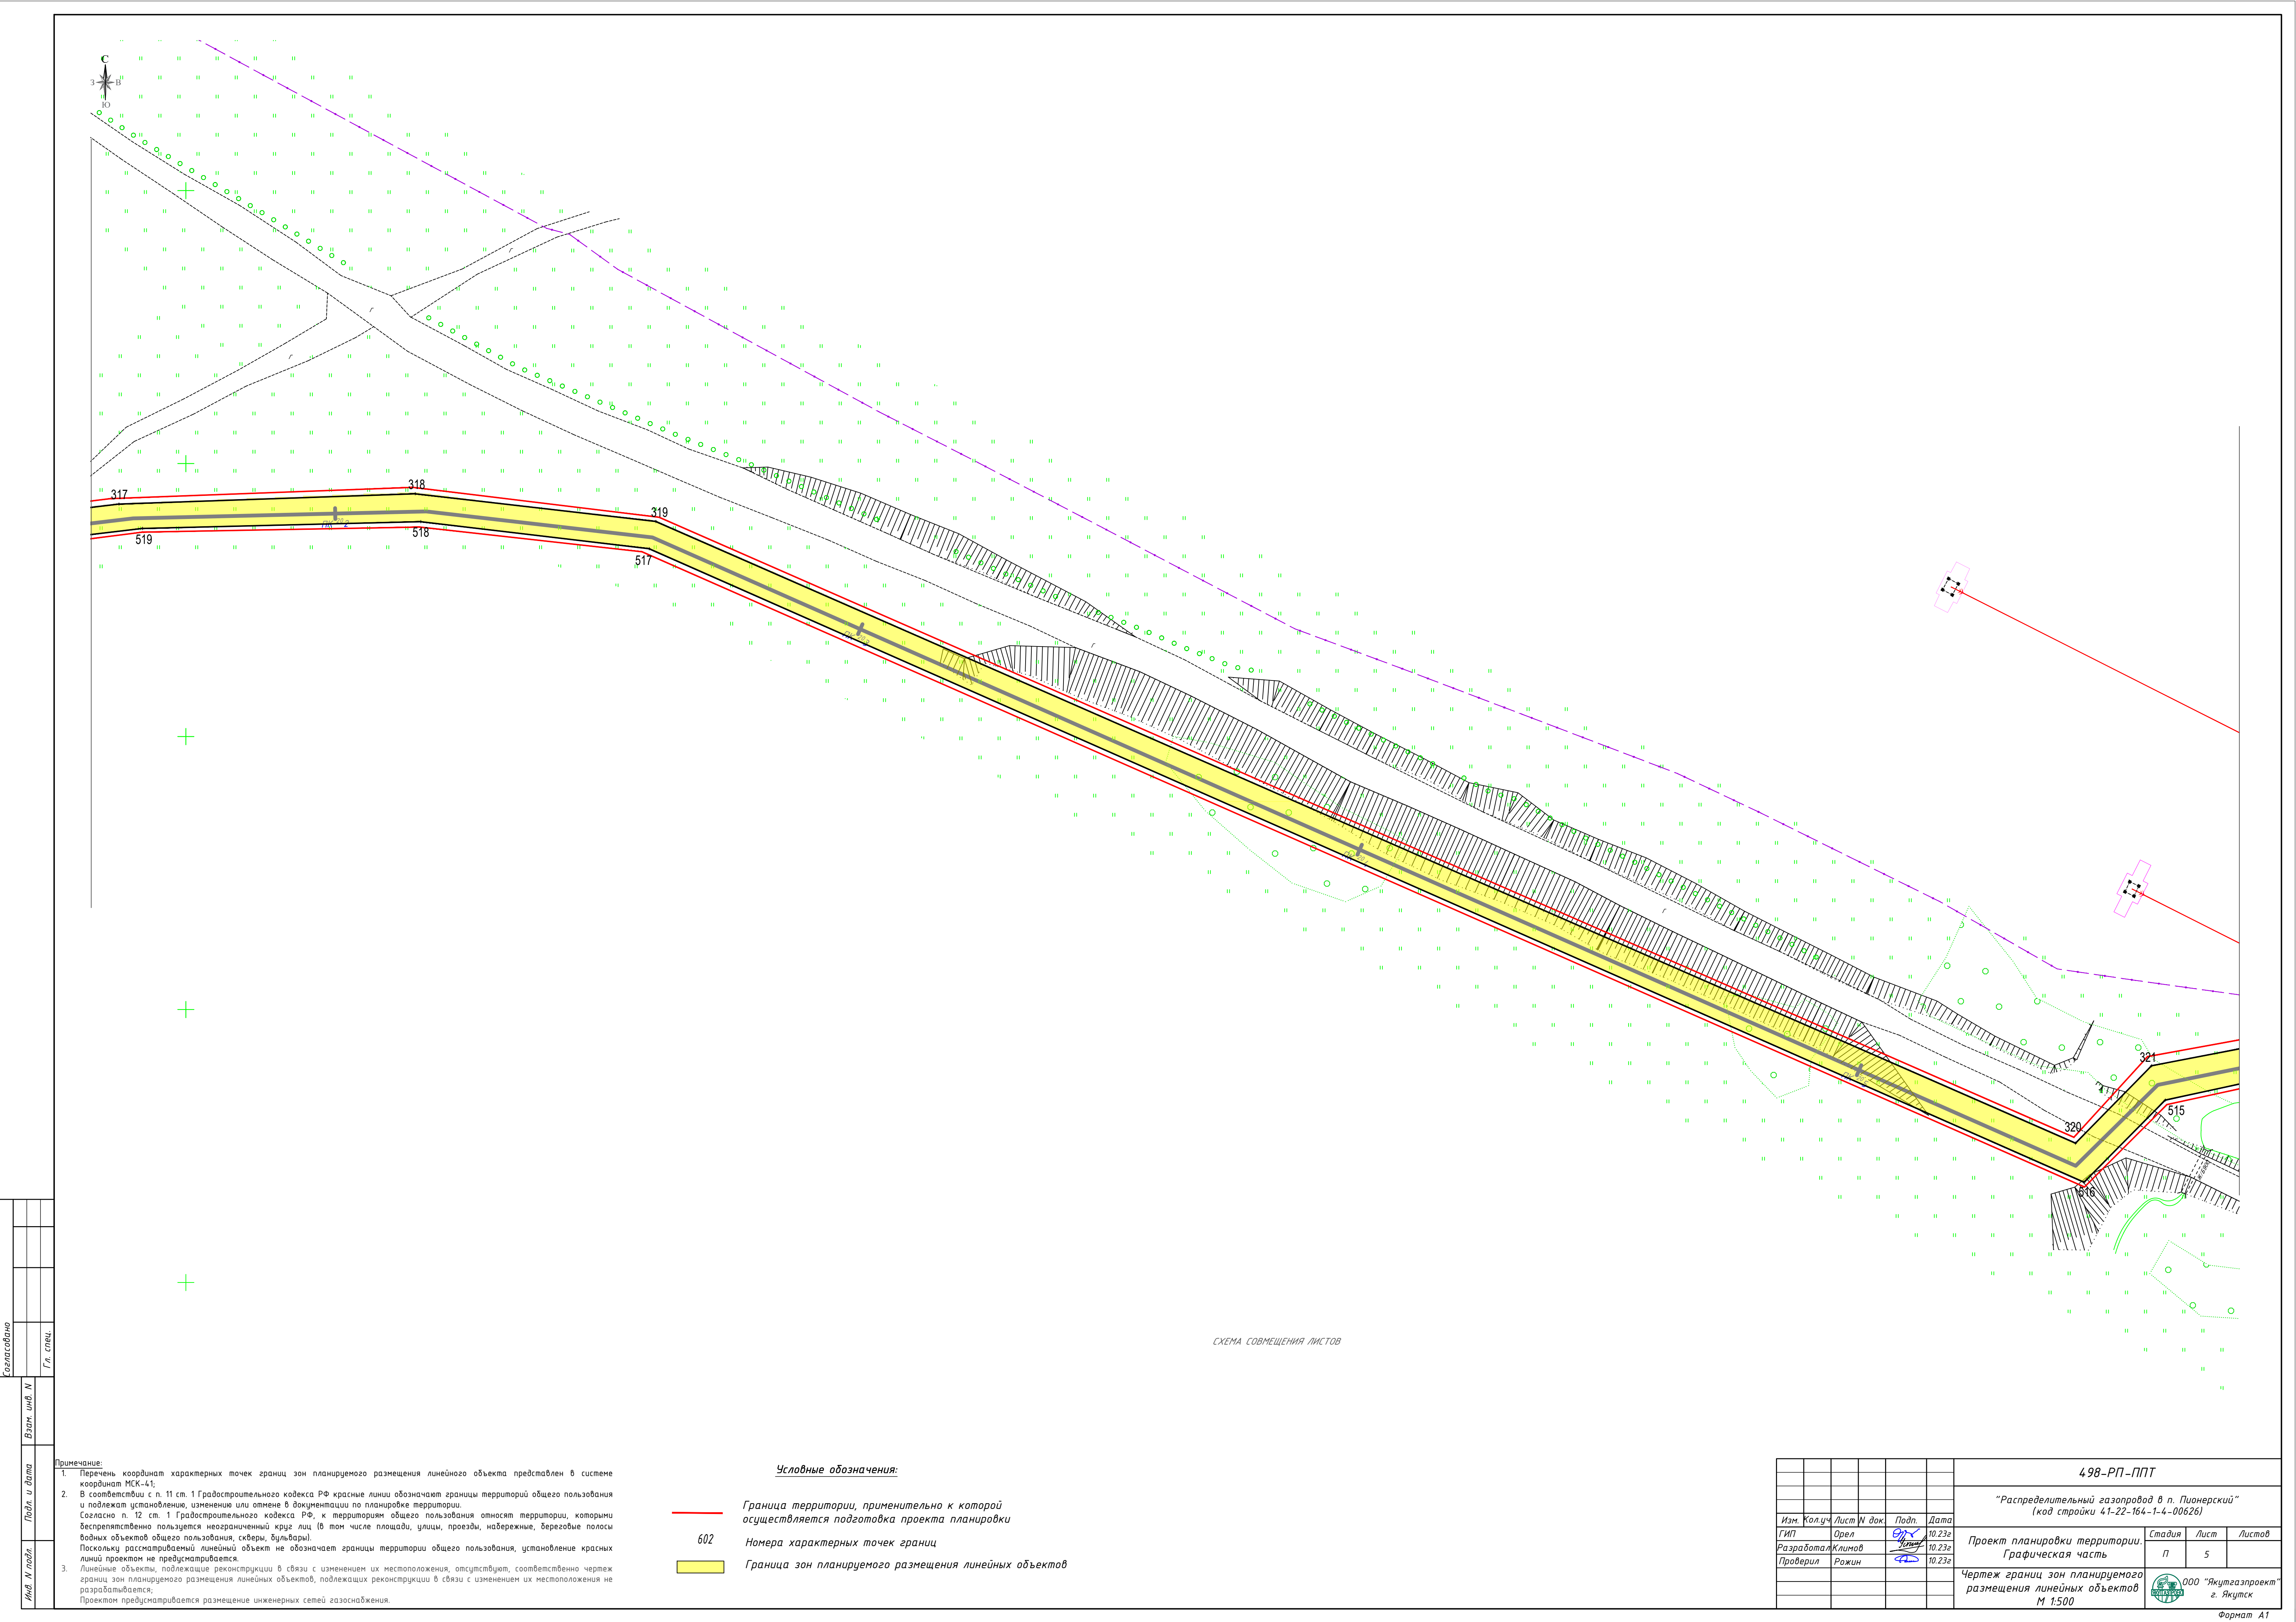 С
З В
Ю
г
г
г
317
318
319
519
518
517
г
г
321
515
320
516
СХЕМА СОВМЕЩЕНИЯ ЛИСТОВ
Согласовано
Гл. спец.
Взам. инв. N
Подп. и дата
Инв. N подл.
Примечание:
1. Перечень координат характерных точек границ зон планируемого размещения линейного объекта представлен в системе
координат МСК-41;
2. В соответствии с п. 11 ст. 1 Градостроительного кодекса РФ красные линии обозначают границы территорий общего пользования
и подлежат установлению, изменению или отмене в документации по планировке территории.
Согласно п. 12 ст. 1 Градостроительного кодекса РФ, к территориям общего пользования относят территории, которыми
беспрепятственно пользуется неограниченный круг лиц (в том числе площади, улицы, проезды, набережные, береговые полосы
водных объектов общего пользования, скверы, бульвары).
Поскольку рассматриваемый линейный объект не обозначает границы территории общего пользования, установление красных
линий проектом не предусматривается.
3. Линейные объекты, подлежащие реконструкции в связи с изменением их местоположения, отсутствуют, соответственно чертеж
границ зон планируемого размещения линейных объектов, подлежащих реконструкции в связи с изменением их местоположения не
разрабатывается;
Проектом предусматривается размещение инженерных сетей газоснабжения.
Условные обозначения:
Граница территории, применительно к которой
осуществляется подготовка проекта планировки
602 Номера характерных точек границ
Граница зон планируемого размещения линейных объектов
498-РП-ППТ
"Распределительный газопровод в п. Пионерский"
(код стройки 41-22-164-1-4-00626)
Изм. Кол.уч Лист N док. Подп. Дата
ГИП Орел 10.23г
Разработал Климов 10.23г
Проверил Рожин 10.23г
Проект планировки территории.
Графическая часть
Стадия Лист Листов
П 5
Чертеж границ зон планируемого
размещения линейных объектов
М 1:500
ООО "Якутгазпроект"
г. Якутск
Формат А1